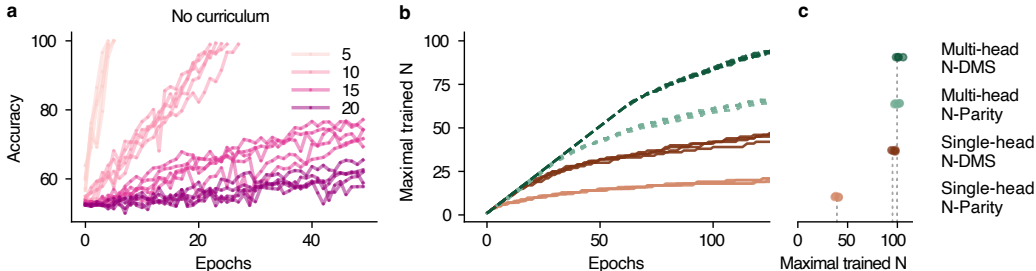 a
No curriculum
Accuracy
100
80
60
0
20
40
Epochs
5
10
15
20
b
Maximal trained N
100
75
50
25
0
0
50
100
Epochs
c
0
50
100
Maximal trained N
Multi-head
N-DMS
Multi-head
N-Parity
Single-head
N-DMS
Single-head
N-Parity